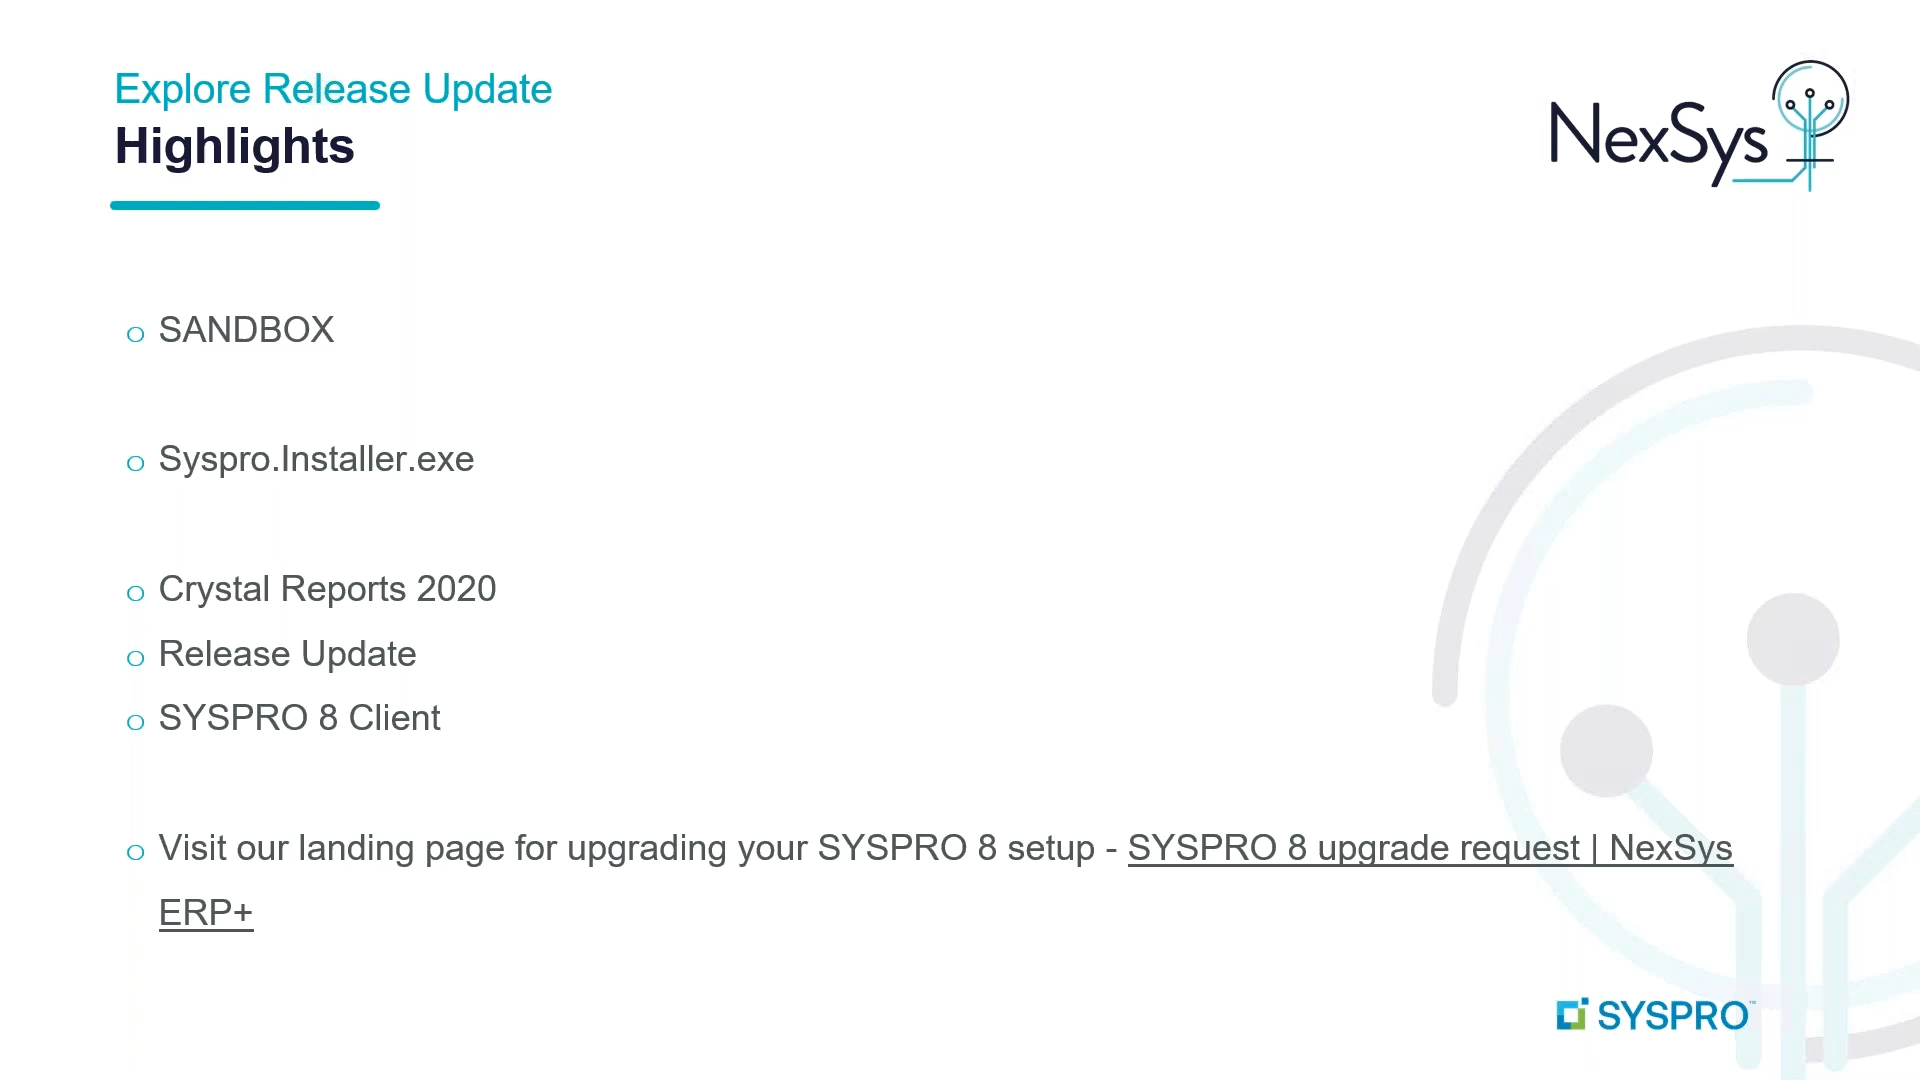 Explore Release Update
Highlights
NexSys
o SANDBOX
o Syspro.Installer.exe
o Crystal Reports 2020
o Release Update
o SYSPRO 8 Client
o Visit our landing page for upgrading your SYSPRO 8 setup - SYSPRO 8 upgrade request | NexSys
ERP+
SYSPRO™